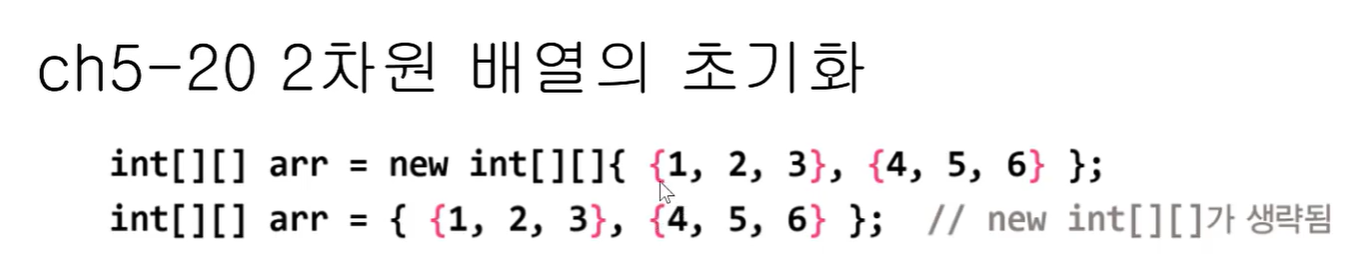 ch5-20 2차원 배열의 초기화
int[][] arr = new int[][]{ {1, 2, 3}, {4, 5, 6} };
int[][] arr = { {1, 2, 3}, {4, 5, 6} };  // new int[][]가 생략됨